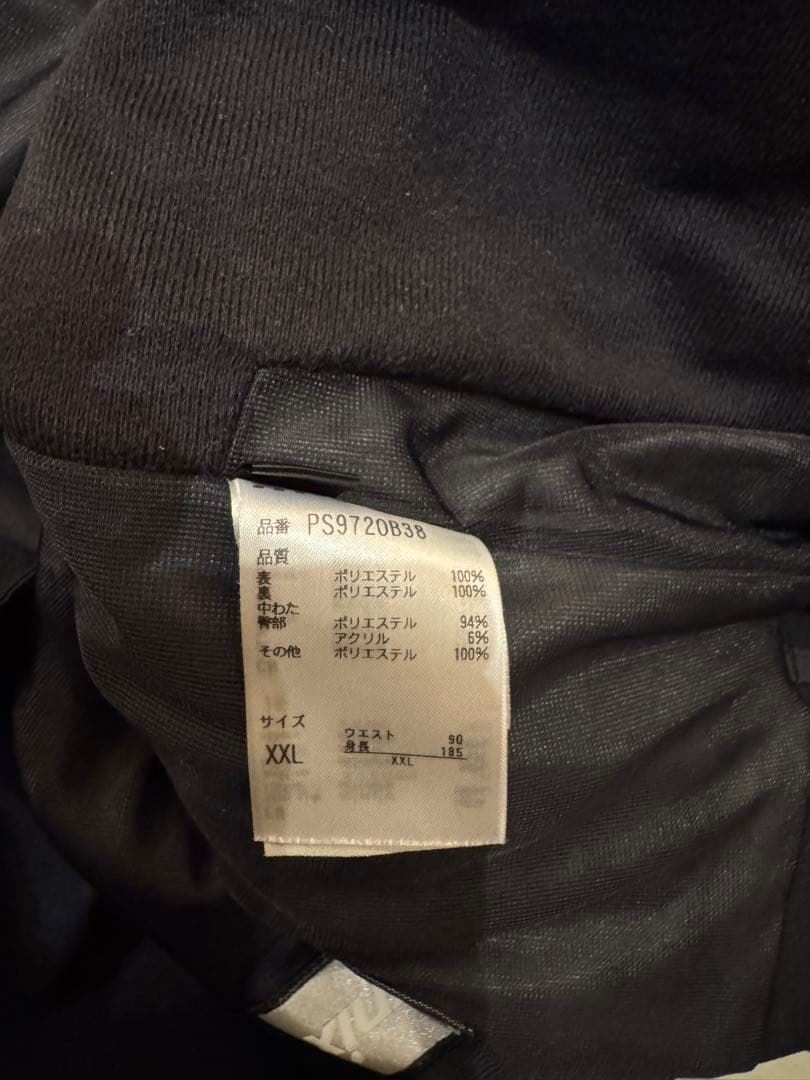 品番 PS9720B38
品質
表 ポリエステル 100%
裏 ポリエステル 100%
中わた
臀部 ポリエステル 94%
アクリル 6%
その他 ポリエステル 100%
サイズ
ウエスト 90
身長 185
XXL
XXL